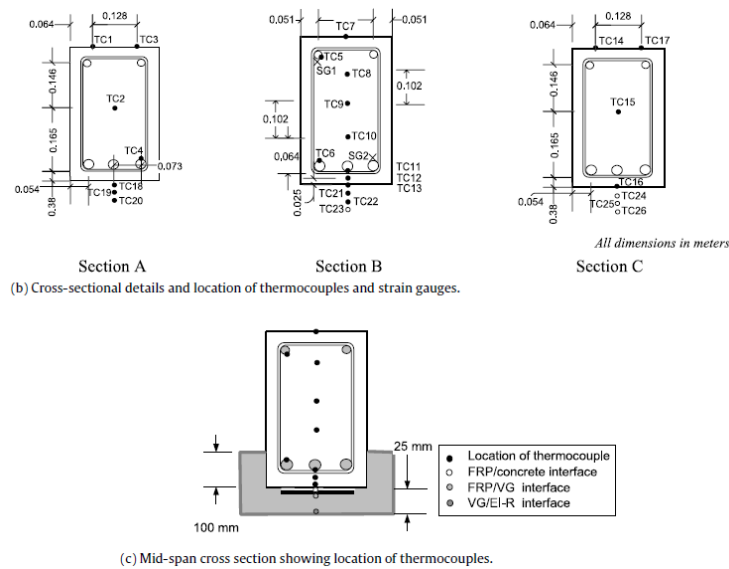 0.064
0.128
TC1
TC3
0.146
TC2
0.165
TC4
0.073
0.054
TC18
TC19
TC20
0.38
Section A
0.051
TC7
0.051
TC5
SG1
TC8
0.102
TC9
0.102
TC10
TC6
SG2
0,064
TC11
TC12
TC13
TC21
TC22
TC23
0.025
Section B
0.064
0.128
TC14
TC17
0.146
TC15
0.165
TC16
TC24
TC25
TC26
0.054
0.38
Section C
All dimensions in meters
(b) Cross-sectional details and location of thermocouples and strain gauges.
25 mm
100 mm
Location of thermocouple
FRP/concrete interface
FRP/VG interface
VG/EI-R interface
(c) Mid-span cross section showing location of thermocouples.